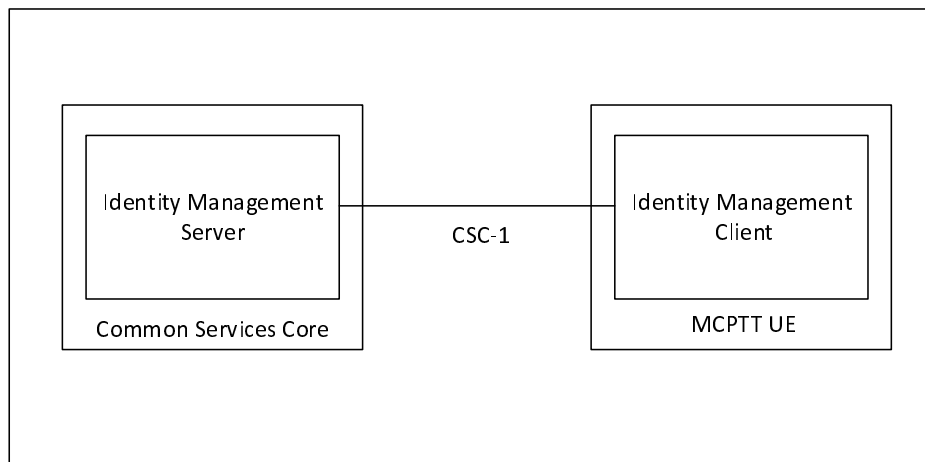 Identity Management
Server
Common Services Core
CSC-1
Identity Management
Client
MCPTT UE